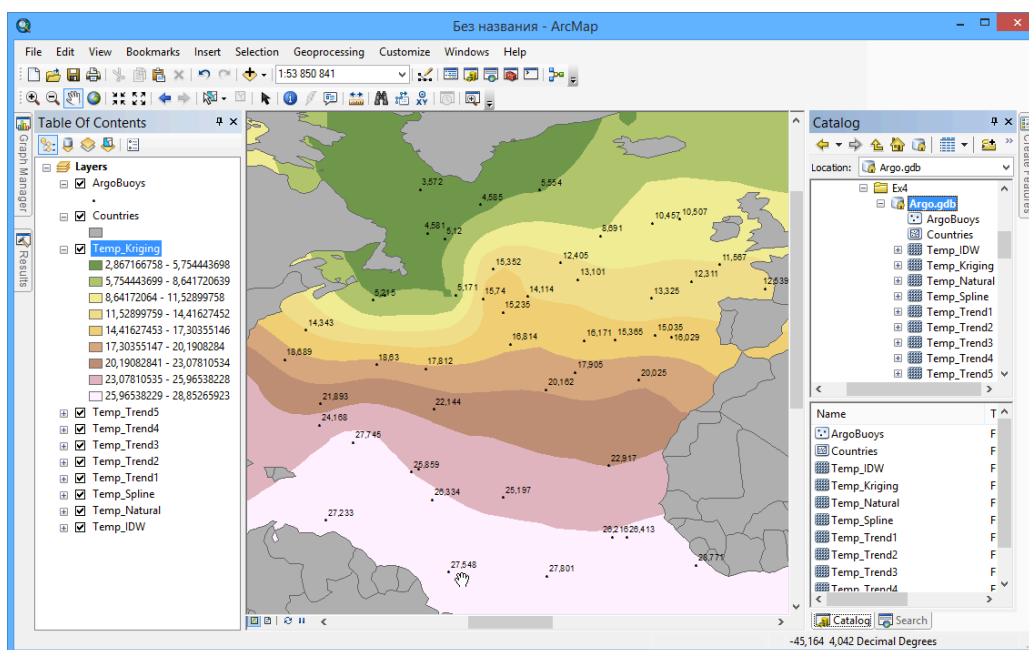 Без названия - ArcMap
File Edit View Bookmarks Insert Selection Geoprocessing Customize Windows Help
1:53 850 841
Table Of Contents
Graph Manager
Results
Layers
ArgoBuoys
Countries
Temp_Kriging
2,867166758 - 5,754443698
5,754443699 - 8,641720639
8,64172064 - 11,52899758
11,52899759 - 14,41627452
14,41627453 - 17,30355146
17,30355147 - 20,1908284
20,19082841 - 23,07810534
23,07810535 - 25,96538228
25,96538229 - 28,85265923
Temp_Trend5
Temp_Trend4
Temp_Trend3
Temp_Trend2
Temp_Trend1
Temp_Spline
Temp_Natural
Temp_IDW
3,572
5,554
4,585
10,457 10,507
4,581 5,12
8,691
12,405
11,567
15,352
13,101
12,311
5,171 15,74 14,114
13,325
12,539
5,215
15,235
14,343
16,171 15,365 15,035
16,814
16,029
18,689
18,63 17,812
17,905
20,025
20,162
21,893
22,144
24,168
27,745
25,859
22,917
26,334
25,197
27,233
26,216 26,413
27,548
27,801
28,771
Catalog
Location: Argo.gdb
Ex4
Argo.gdb
ArgoBuoys
Countries
Temp_IDW
Temp_Kriging
Temp_Natural
Temp_Spline
Temp_Trend1
Temp_Trend2
Temp_Trend3
Temp_Trend4
Temp_Trend5
Name T
ArgoBuoys F
Countries F
Temp_IDW F
Temp_Kriging F
Temp_Natural F
Temp_Spline F
Temp_Trend1 F
Temp_Trend2 F
Temp_Trend3 F
Temp_Trend4 F
Catalog Search
Create Features
-45,164 4,042 Decimal Degrees